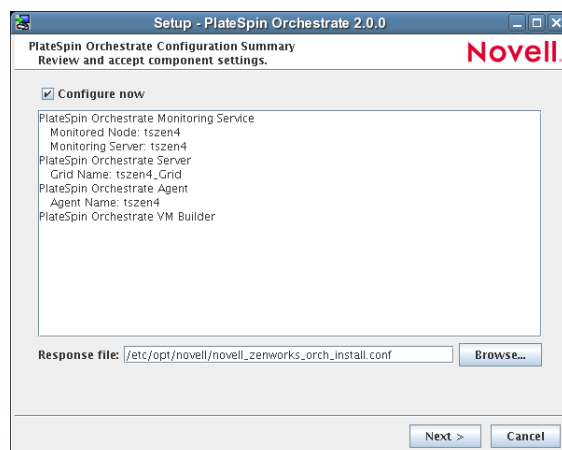 Setup - PlateSpin Orchestrate 2.0.0
PlateSpin Orchestrate Configuration Summary
Review and accept component settings.
Novell.
Configure now
PlateSpin Orchestrate Monitoring Service
Monitored Node: tszen4
Monitoring Server: tszen4
PlateSpin Orchestrate Server
Grid Name: tszen4_Grid
PlateSpin Orchestrate Agent
Agent Name: tszen4
PlateSpin Orchestrate VM Builder
Response file: /etc/opt/novell/novell_zenworks_orch_install.conf Browse...
Next > Cancel